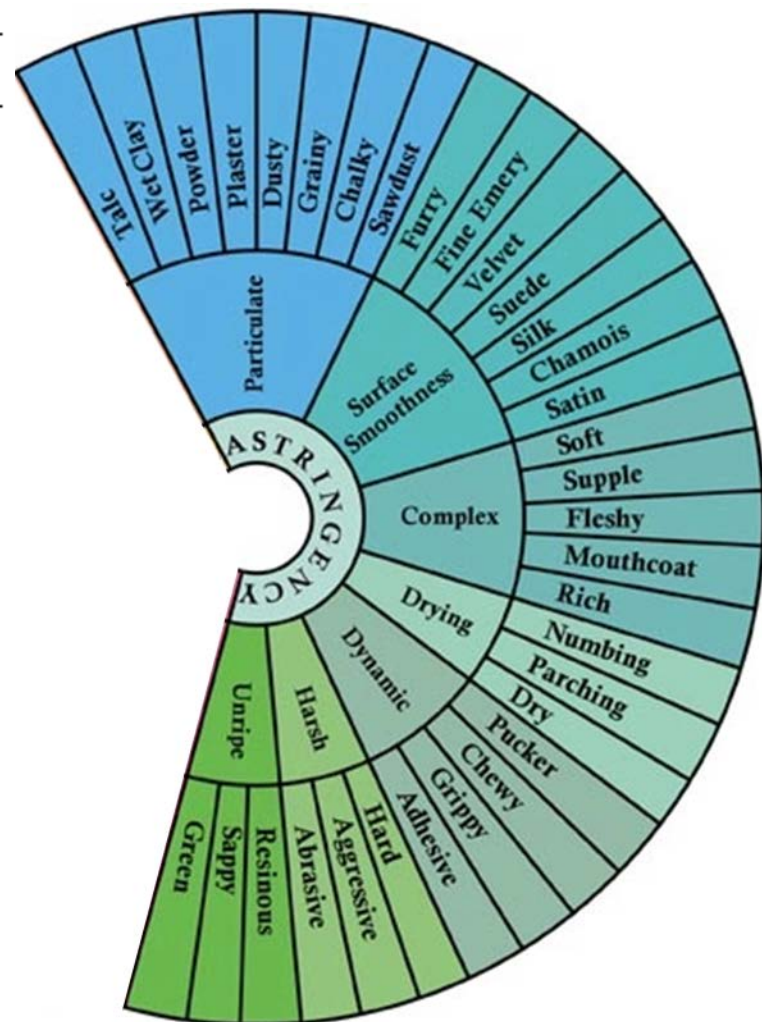 ASTRINGENCY
Particulate
Talc
Wet Clay
Powder
Plaster
Dusty
Grainy
Chalky
Sawdust
Surface
Smoothness
Furry
Fine Emery
Velvet
Suede
Silk
Chamois
Satin
Complex
Soft
Supple
Fleshy
Mouthcoat
Rich
Drying
Numbing
Parching
Dry
Dynamic
Pucker
Chewy
Grippy
Adhesive
Harsh
Hard
Aggressive
Abrasive
Unripe
Resinous
Sappy
Green